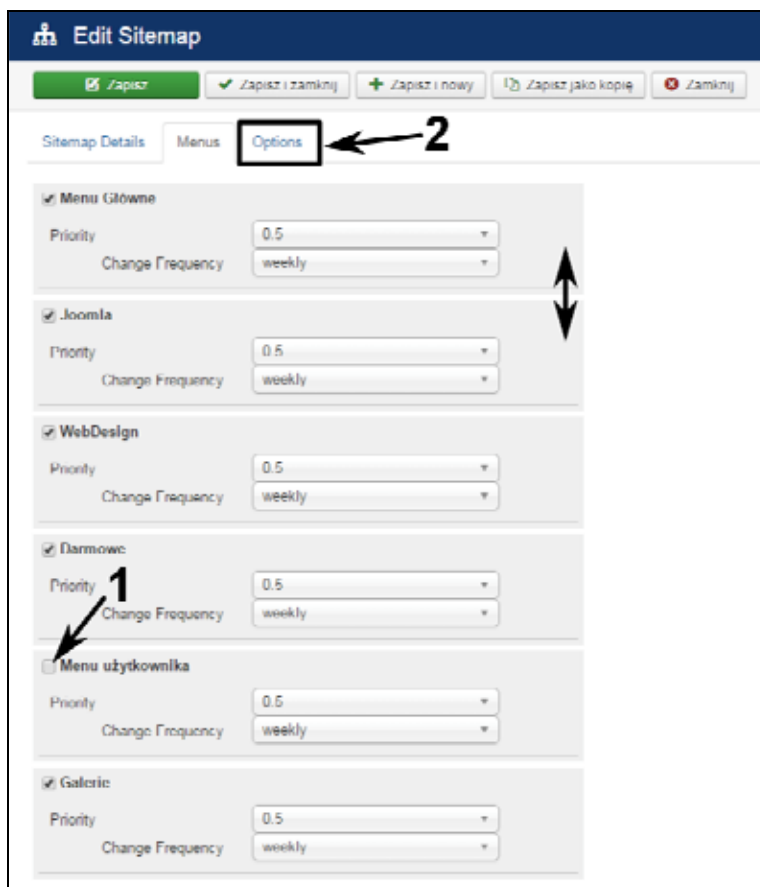 Edit Sitemap
Zapisz Zapisz i zamknij Zapisz i nowy Zapisz jako kopię Zamknij
Sitemap Details Menus Options 2
Menu Główne
Priority 0.5
Change Frequency weekly
Joomla
Priority 0.5
Change Frequency weekly
WebDesign
Priority 0.5
Change Frequency weekly
Darmowe
Priority 0.5
1
Change Frequency weekly
Menu użytkownika
Priority 0.5
Change Frequency weekly
Galerie
Priority 0.5
Change Frequency weekly